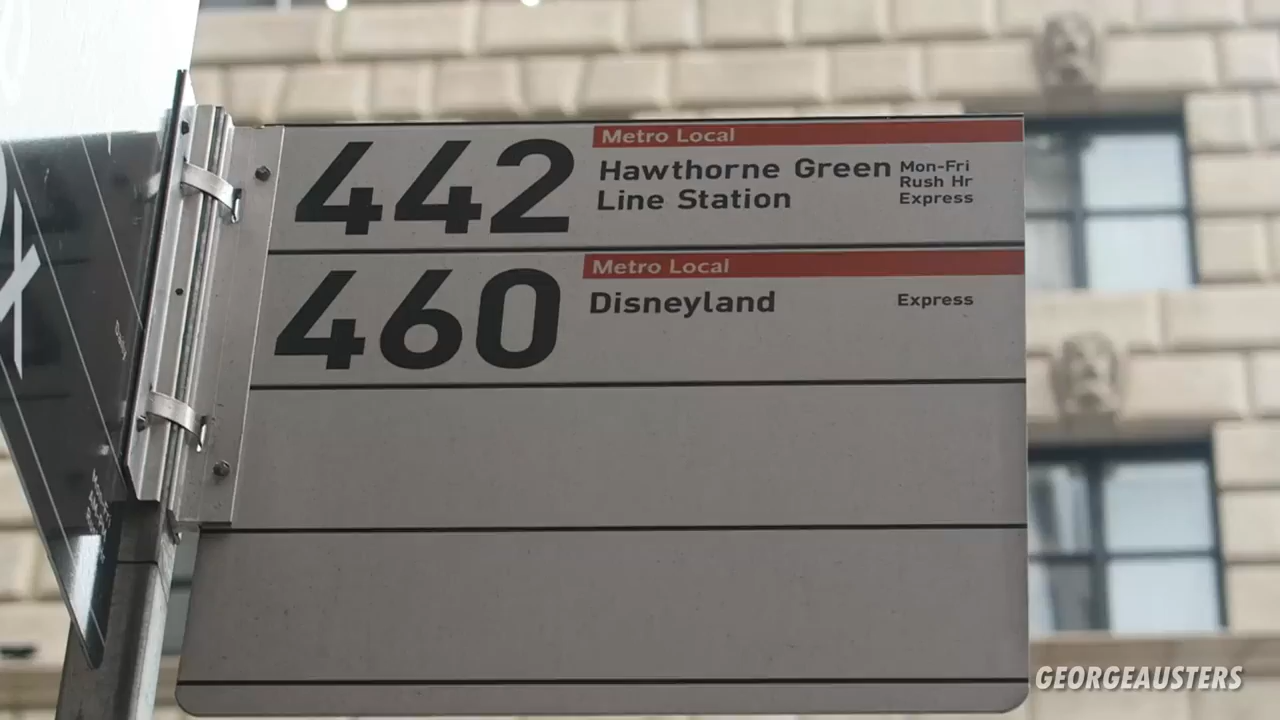 442
Metro Local
Hawthorne Green
Line Station
Mon-Fri
Rush Hr
Express
460
Metro Local
Disneyland
Express
GEORGEAUSTERS